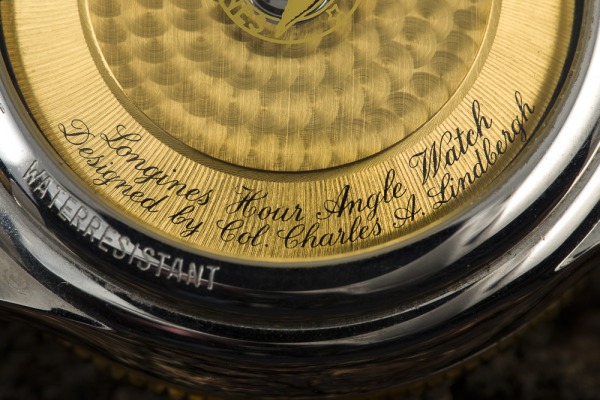 Longines Hour Angle Watch
Designed by Col. Charles A. Lindbergh
WATERRESISTANT